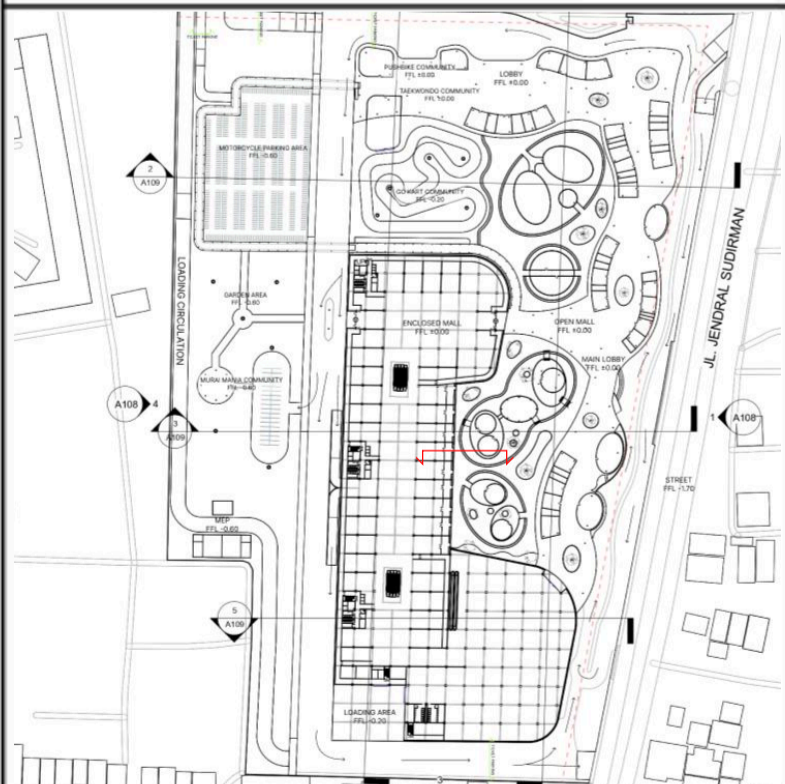 PUSHBIKE COMMUNITY
FFL ±0.00
LOBBY
FFL ±0.00
TAEKWONDO COMMUNITY
FFL ±0.00
MOTORCYCLE PARKING AREA
FFL -0.60
2
A109
GO-KART COMMUNITY
FFL -0.20
JL. JENDRAL SUDIRMAN
LOADING CIRCULATION
GARDEN AREA
FFL -0.60
ENCLOSED MALL
FFL ±0.00
OPEN MALL
FFL ±0.00
MAIN LOBBY
FFL ±0.00
MURAI MANIA COMMUNITY
FFL -0.60
A108
4
3
A109
1
A108
STREET
FFL -1.70
MEP
FFL -0.60
5
A109
LOADING AREA
FFL -0.20
3